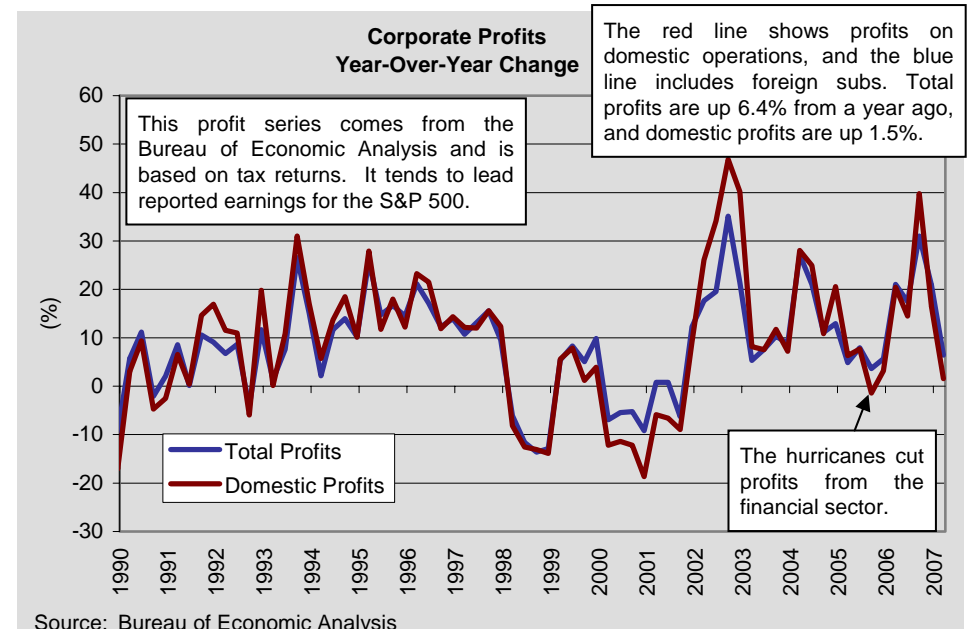 Corporate Profits
Year-Over-Year Change
The red line shows profits on
domestic operations, and the blue
line includes foreign subs. Total
profits are up 6.4% from a year ago,
and domestic profits are up 1.5%.
This profit series comes from the
Bureau of Economic Analysis and is
based on tax returns. It tends to lead
reported earnings for the S&P 500.
(%)
60
50
40
30
20
10
0
-10
-20
-30
Total Profits
Domestic Profits
The hurricanes cut
profits from the
financial sector.
1990
1991
1992
1993
1994
1995
1996
1997
1998
1999
2000
2001
2002
2003
2004
2005
2006
2007
Source: Bureau of Economic Analysis